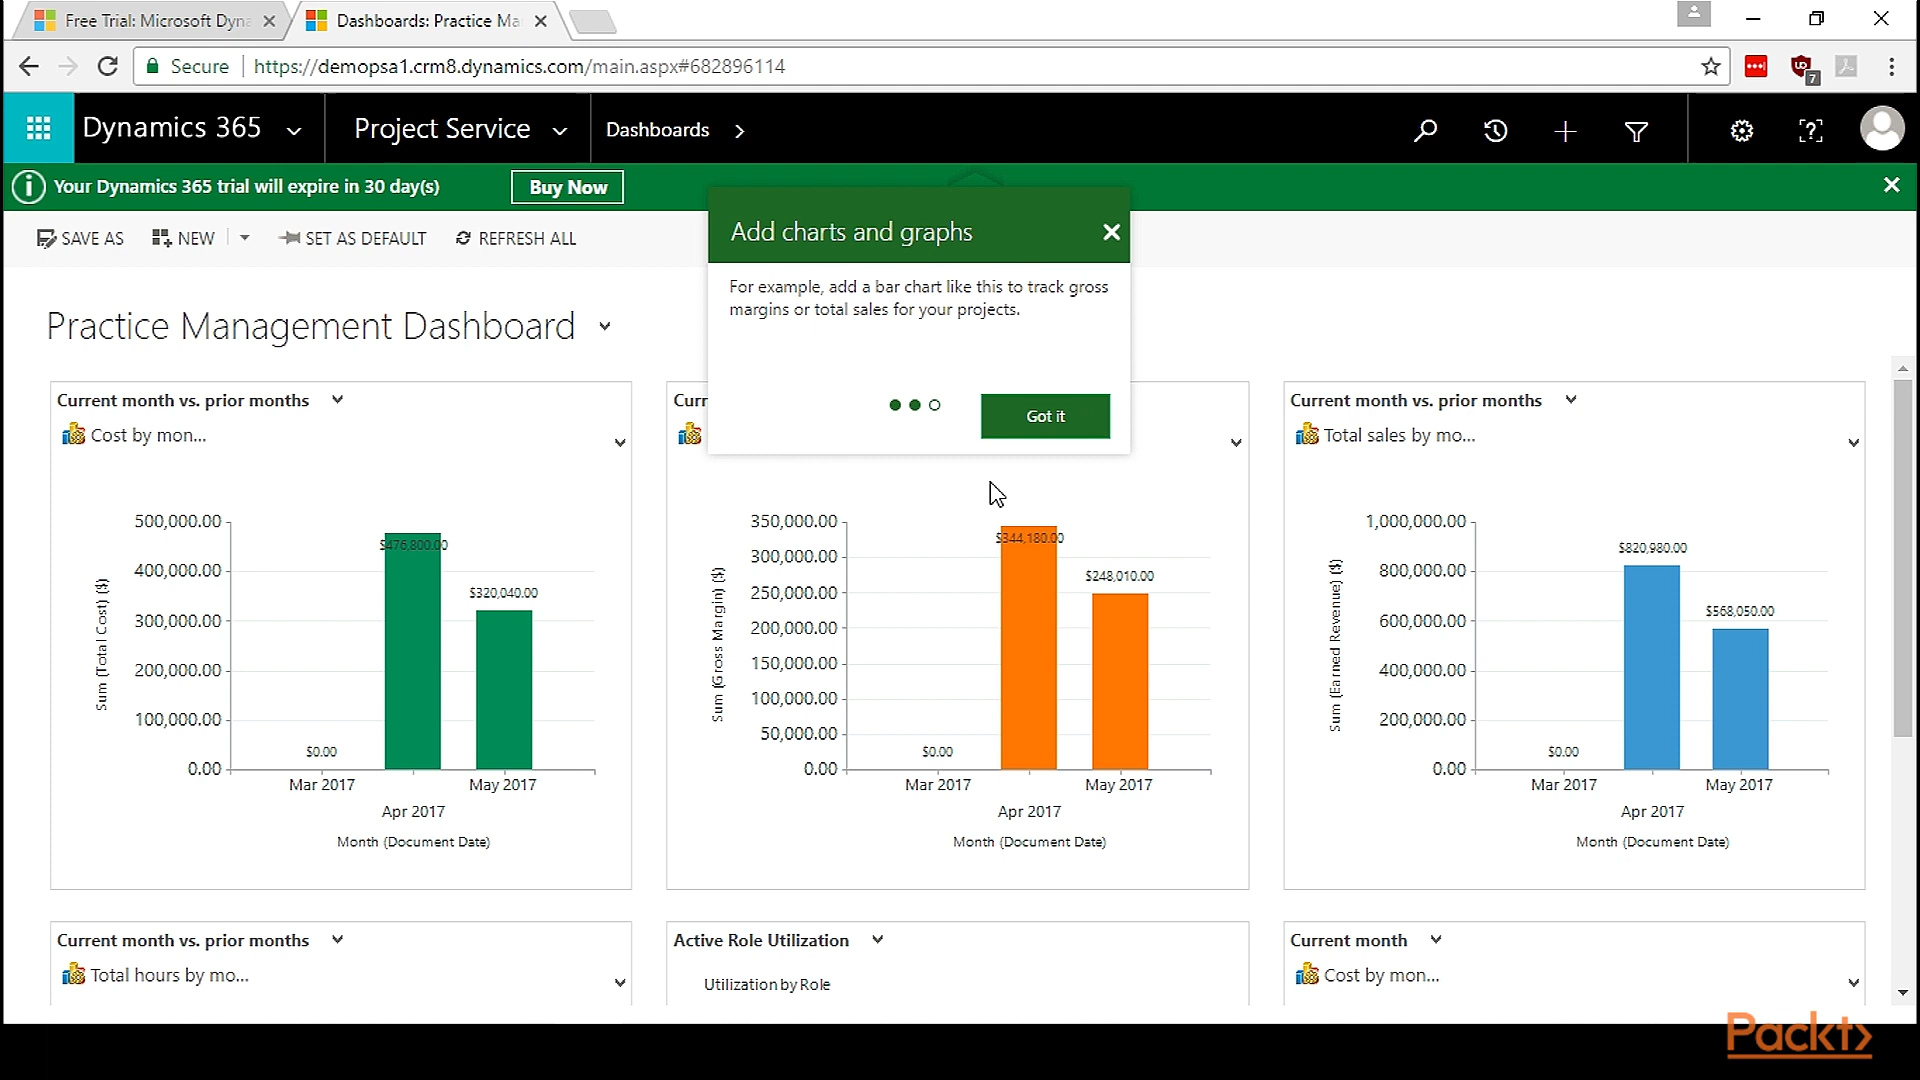 Free Trial: Microsoft Dyna
Dashboards: Practice Ma
Secure
https://demopsa1.crm8.dynamics.com/main.aspx#682896114
7
Dynamics 365
Project Service
Dashboards
Your Dynamics 365 trial will expire in 30 day(s)
Buy Now
SAVE AS
NEW
SET AS DEFAULT
REFRESH ALL
Add charts and graphs
For example, add a bar chart like this to track gross
margins or total sales for your projects.
Got it
Practice Management Dashboard
Current month vs. prior months
Cost by mon...
500,000.00
400,000.00
300,000.00
200,000.00
100,000.00
0.00
Sum (Total Cost) ($)
$0.00
$476,800.00
$320,040.00
Mar 2017
Apr 2017
May 2017
Month (Document Date)
Curr
350,000.00
300,000.00
250,000.00
200,000.00
150,000.00
100,000.00
50,000.00
0.00
Sum (Gross Margin) ($)
$0.00
$344,180.00
$248,010.00
Mar 2017
Apr 2017
May 2017
Month (Document Date)
Current month vs. prior months
Total sales by mo...
1,000,000.00
800,000.00
600,000.00
400,000.00
200,000.00
0.00
Sum (Earned Revenue) ($)
$0.00
$820,980.00
$568,050.00
Mar 2017
Apr 2017
May 2017
Month (Document Date)
Current month vs. prior months
Total hours by mo...
Active Role Utilization
Utilization by Role
Current month
Cost by mon...
Packt